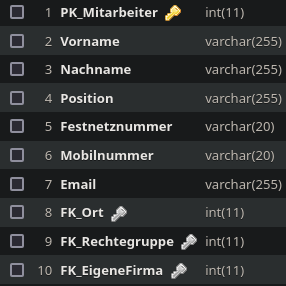 1 PK_Mitarbeiter int(11)
2 Vorname varchar(255)
3 Nachname varchar(255)
4 Position varchar(255)
5 Festnetznummer varchar(20)
6 Mobilnummer varchar(20)
7 Email varchar(255)
8 FK_Ort int(11)
9 FK_Rechtegruppe int(11)
10 FK_EigeneFirma int(11)